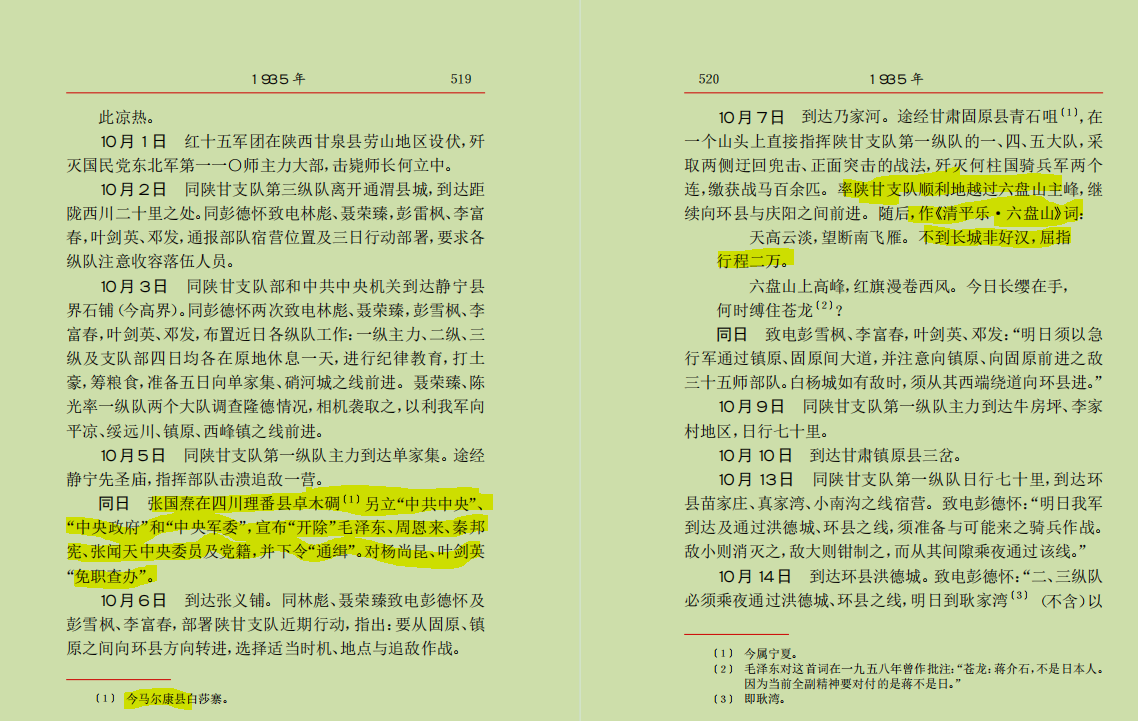 1935年 519
此凉热。
10月1日 红十五军团在陕西甘泉县劳山地区设伏，歼
灭国民党东北军第一一〇师主力大部，击毙师长何立中。
10月2日 同陕甘支队第三纵队离开通渭县城，到达距
陇西川二十里之处。同彭德怀致电林彪、聂荣臻，彭雷枫、李富
春，叶剑英、邓发，通报部队宿营位置及三日行动部署，要求各
纵队注意收容落伍人员。
10月3日 同陕甘支队部和中共中央机关到达静宁县
界石铺（今高界）。同彭德怀两次致电林彪、聂荣臻，彭雪枫、李
富春，叶剑英、邓发，布置近日各纵队工作：一纵主力、二纵、三
纵及支队部四日均各在原地休息一天，进行纪律教育，打土
豪，筹粮食，准备五日向单家集、硝河城之线前进。聂荣臻、陈
光率一纵队两个大队调查隆德情况，相机袭取之，以利我军向
平凉、绥远川、镇原、西峰镇之线前进。
10月5日 同陕甘支队第一纵队主力到达单家集。途经
静宁先圣庙，指挥部队击溃追敌一营。
同日 张国焘在四川理番县卓木碉〔1〕另立“中共中央”、
“中央政府”和“中央军委”，宣布“开除”毛泽东、周恩来、秦邦
宪、张闻天中央委员及党籍，并下令“通缉”。对杨尚昆、叶剑英
“免职查办”。
10月6日 到达张义铺。同林彪、聂荣臻致电彭德怀及
彭雪枫、李富春，部署陕甘支队近期行动，指出：要从固原、镇
原之间向环县方向转进，选择适当时机、地点与追敌作战。
〔1〕 今马尔康县白莎寨。
520 1935年
10月7日 到达乃家河。途经甘肃固原县青石咀〔1〕，在
一个山头上直接指挥陕甘支队第一纵队的一、四、五大队，采
取两侧迂回兜击、正面突击的战法，歼灭何柱国骑兵军两个
连，缴获战马百余匹。率陕甘支队顺利地越过六盘山主峰，继
续向环县与庆阳之间前进。随后，作《清平乐·六盘山》词：
天高云淡，望断南飞雁。不到长城非好汉，屈指
行程二万。
六盘山上高峰，红旗漫卷西风。今日长缨在手，
何时缚住苍龙〔2〕？
同日 致电彭雪枫、李富春，叶剑英、邓发：“明日须以急
行军通过镇原、固原间大道，并注意向镇原、向固原前进之敌
三十五师部队。白杨城如有敌时，须从其西端绕道向环县进。”
10月9日 同陕甘支队第一纵队主力到达牛房坪、李家
村地区，日行七十里。
10月10日 到达甘肃镇原县三岔。
10月13日 同陕甘支队第一纵队日行七十里，到达环
县苗家庄、真家湾、小南沟之线宿营。致电彭德怀：“明日我军
到达及通过洪德城、环县之线，须准备与可能来之骑兵作战。
敌小则消灭之，敌大则钳制之，而从其间隙乘夜通过该线。”
10月14日 到达环县洪德城。致电彭德怀：“二、三纵队
必须乘夜通过洪德城、环县之线，明日到耿家湾〔3〕（不含）以
〔1〕 今属宁夏。
〔2〕 毛泽东对这首词在一九五八年曾作批注：“苍龙：蒋介石，不是日本人。
因为当前全副精神要对付的是蒋不是日。”
〔3〕 即耿湾。